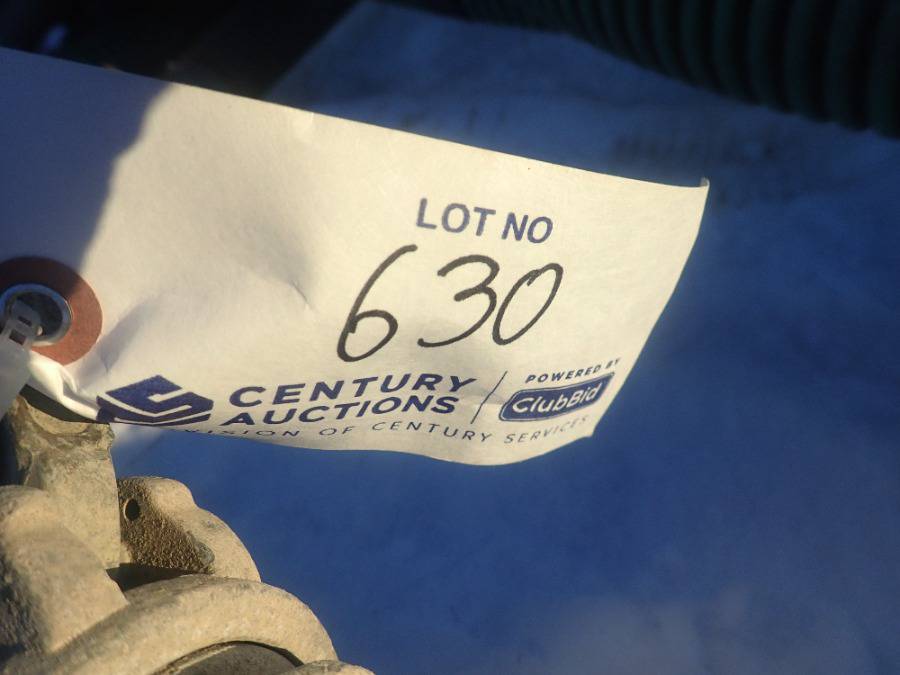 LOT NO
630
CENTURY AUCTIONS
POWERED BY
ClubBid
OF CENTURY SERVICES